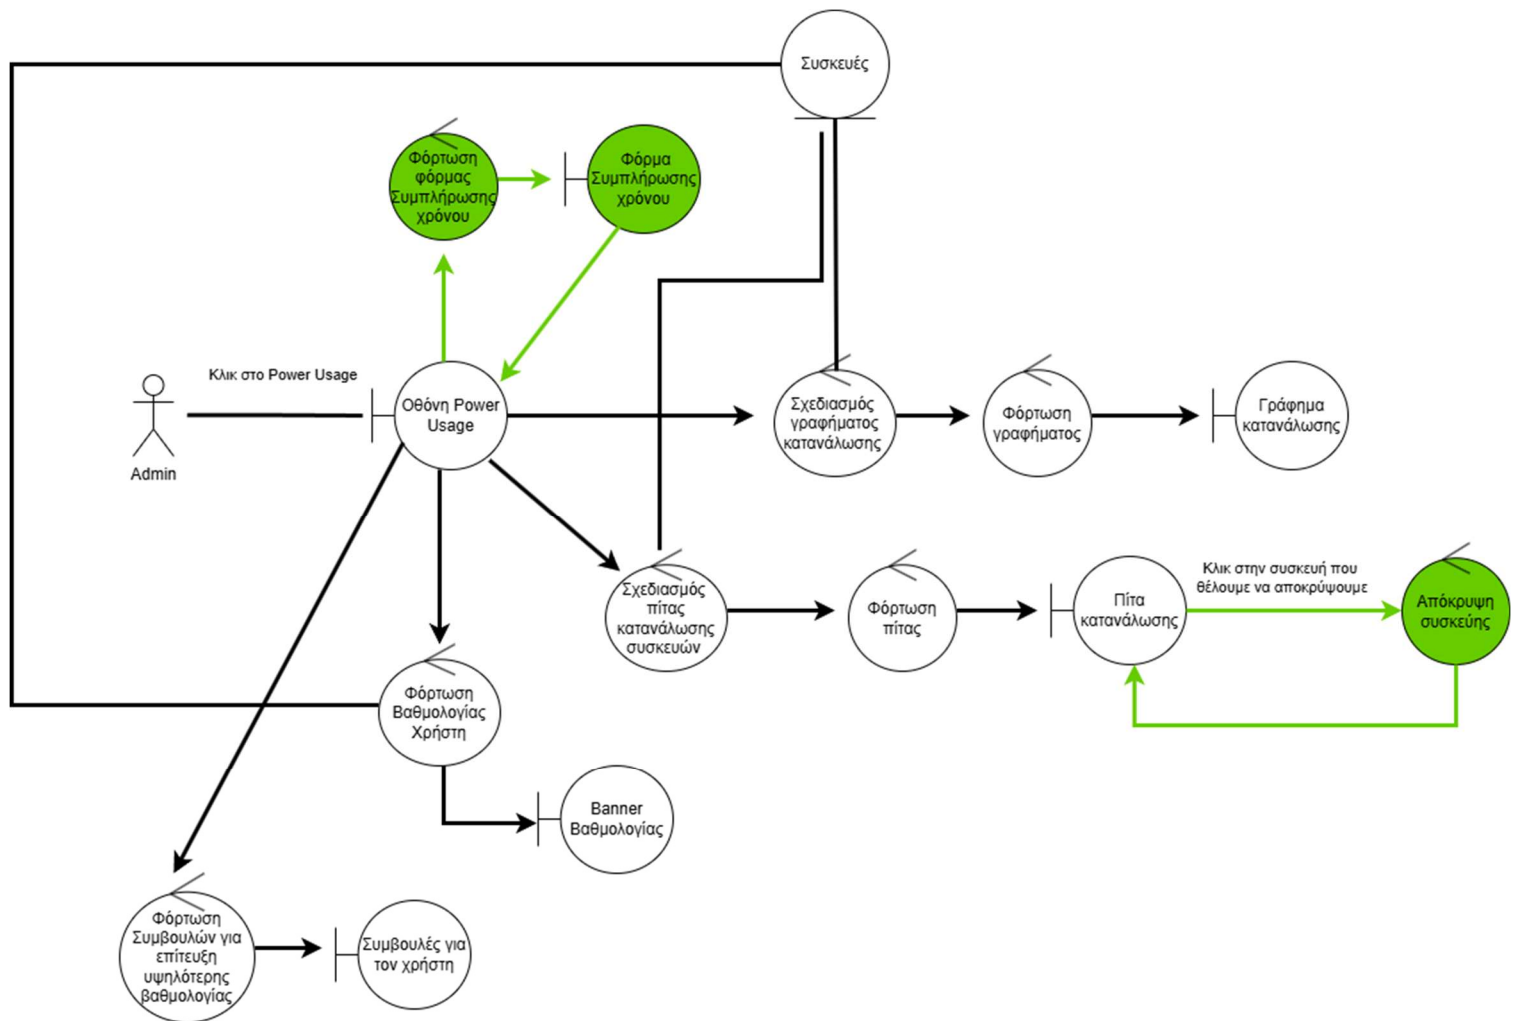 Συσκευές
Φόρτωση
φόρμας
Συμπλήρωσης
χρόνου
Φόρμα
Συμπλήρωσης
χρόνου
Κλικ στο Power Usage
Admin
Οθόνη Power
Usage
Σχεδιασμός
γραφήματος
κατανάλωσης
Φόρτωση
γραφήματος
Γράφημα
κατανάλωσης
Σχεδιασμός
πίτας
κατανάλωσης
συσκευών
Φόρτωση
πίτας
Πίτα
κατανάλωσης
Κλικ στην συσκευή που
θέλουμε να αποκρύψουμε
Απόκρυψη
συσκεύης
Φόρτωση
Βαθμολογίας
Χρήστη
Banner
Βαθμολογίας
Φόρτωση
Συμβουλών για
επίτευξη
υψηλότερης
βαθμολογίας
Συμβουλές για
τον χρήστη